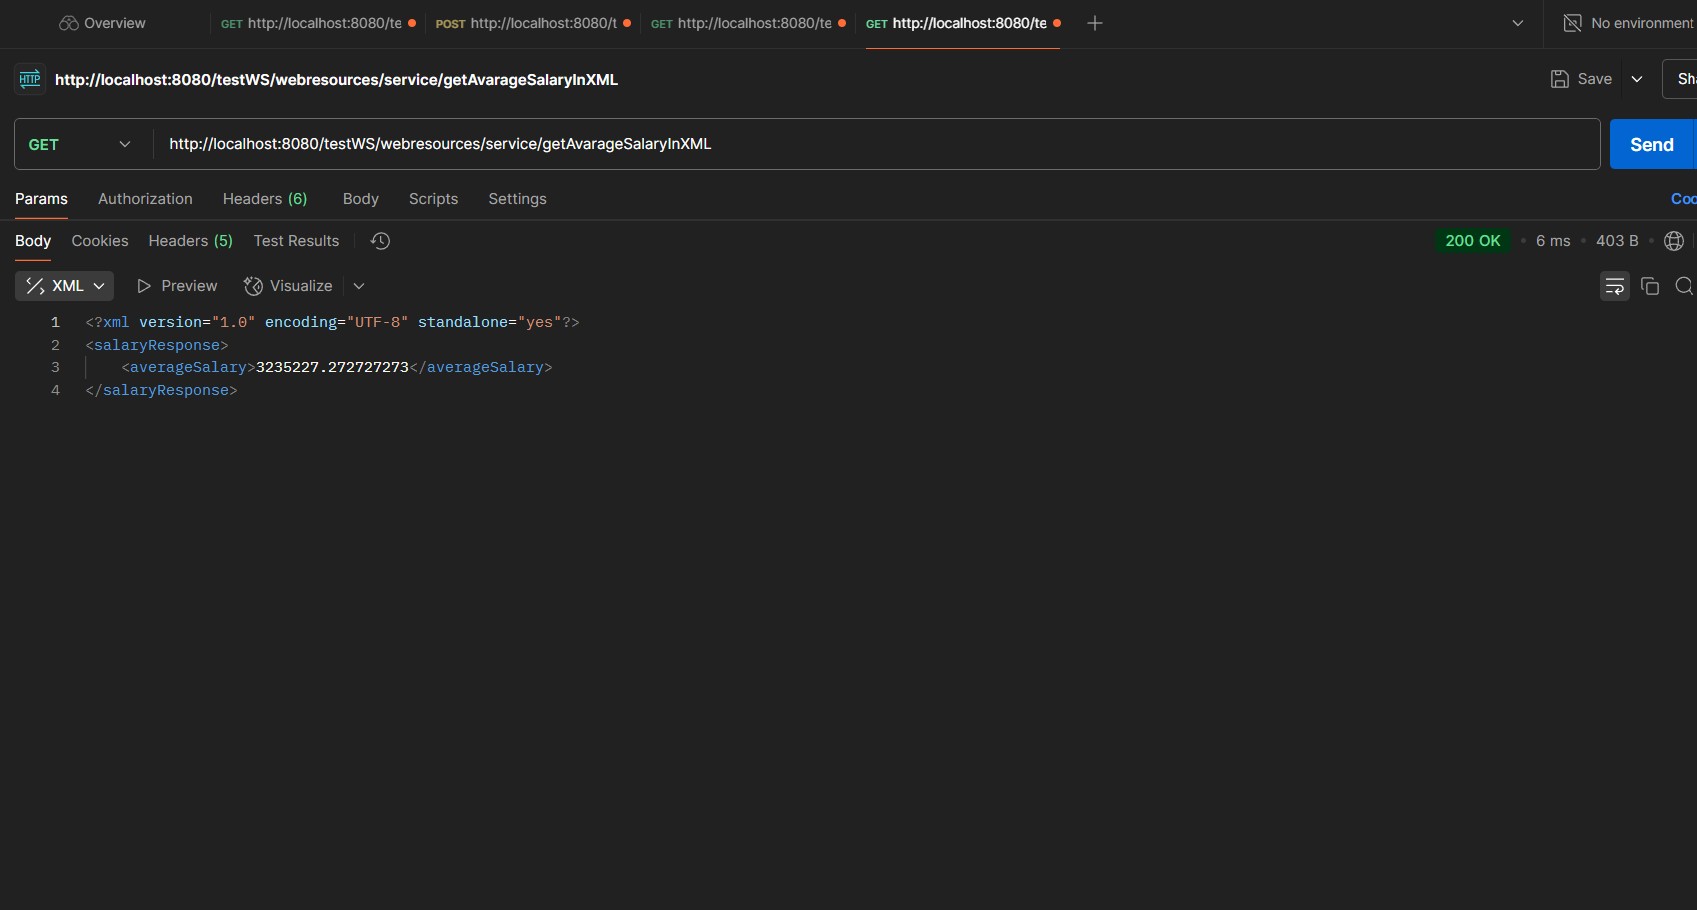 Overview GET http://localhost:8080/te POST http://localhost:8080/t GET http://localhost:8080/te GET http://localhost:8080/te No environment
HTTP http://localhost:8080/testWS/webresources/service/getAvarageSalaryInXML Save Sha
GET http://localhost:8080/testWS/webresources/service/getAvarageSalaryInXML Send
Params Authorization Headers (6) Body Scripts Settings Coo
Body Cookies Headers (5) Test Results 200 OK • 6 ms • 403 B •
XML Preview Visualize
1 <?xml version="1.0" encoding="UTF-8" standalone="yes"?>
2 <salaryResponse>
3 <averageSalary>3235227.272727273</averageSalary>
4 </salaryResponse>